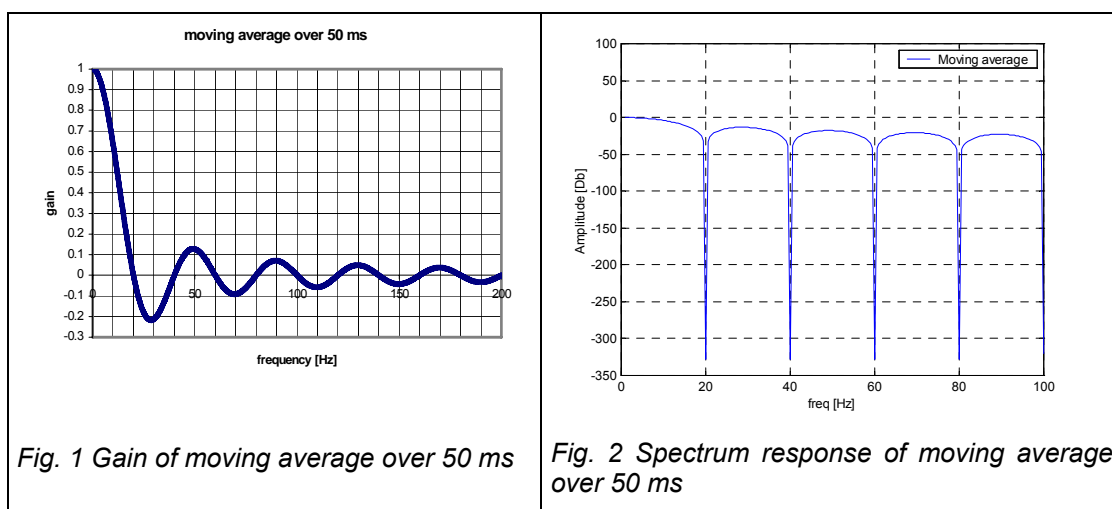 moving average over 50 ms
1
0.9
0.8
0.7
0.6
0.5
0.4
0.3
0.2
0.1
0
-0.1
-0.2
-0.3
gain
0 50 100 150 200
frequency [Hz]
Fig. 1 Gain of moving average over 50 ms
Moving average
100
50
0
-50
-100
-150
-200
-250
-300
-350
Amplitude [Db]
0 20 40 60 80 100
freq [Hz]
Fig. 2 Spectrum response of moving average
over 50 ms